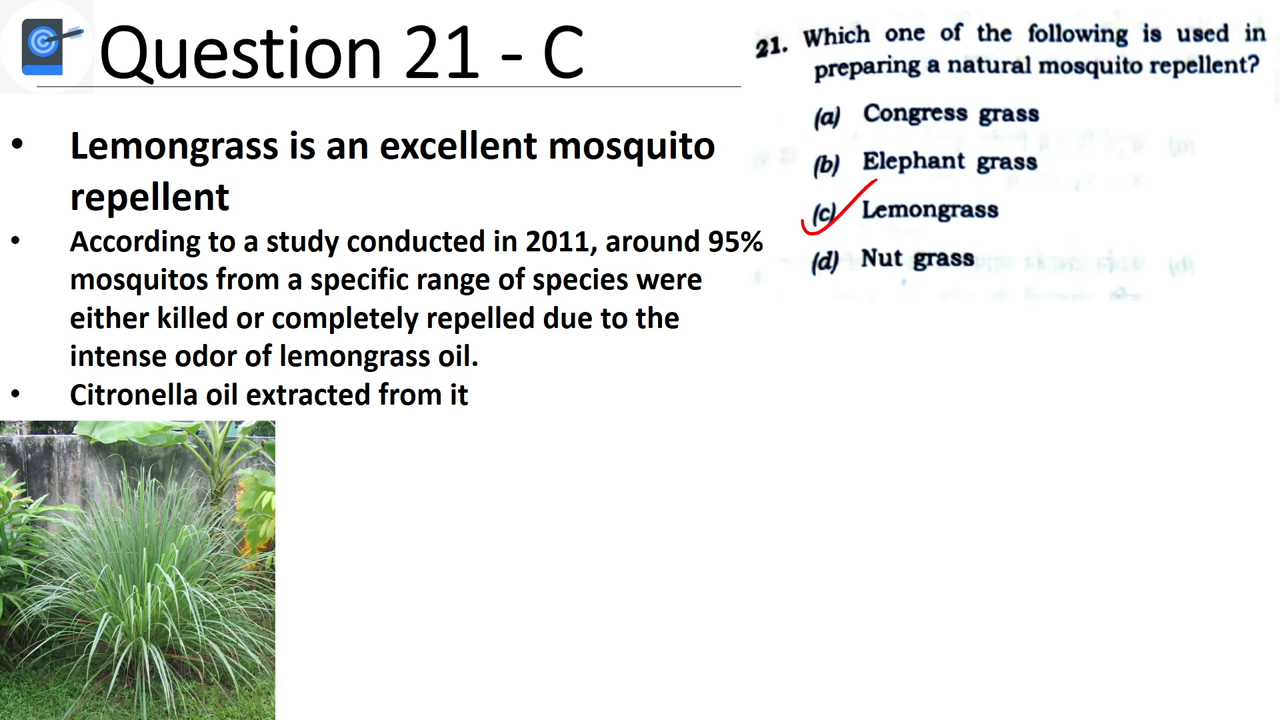 Question 21 - C
• Lemongrass is an excellent mosquito
repellent
• According to a study conducted in 2011, around 95%
mosquitos from a specific range of species were
either killed or completely repelled due to the
intense odor of lemongrass oil.
• Citronella oil extracted from it
21. Which one of the following is used in
preparing a natural mosquito repellent?
(a) Congress grass
(b) Elephant grass
(c) Lemongrass
(d) Nut grass